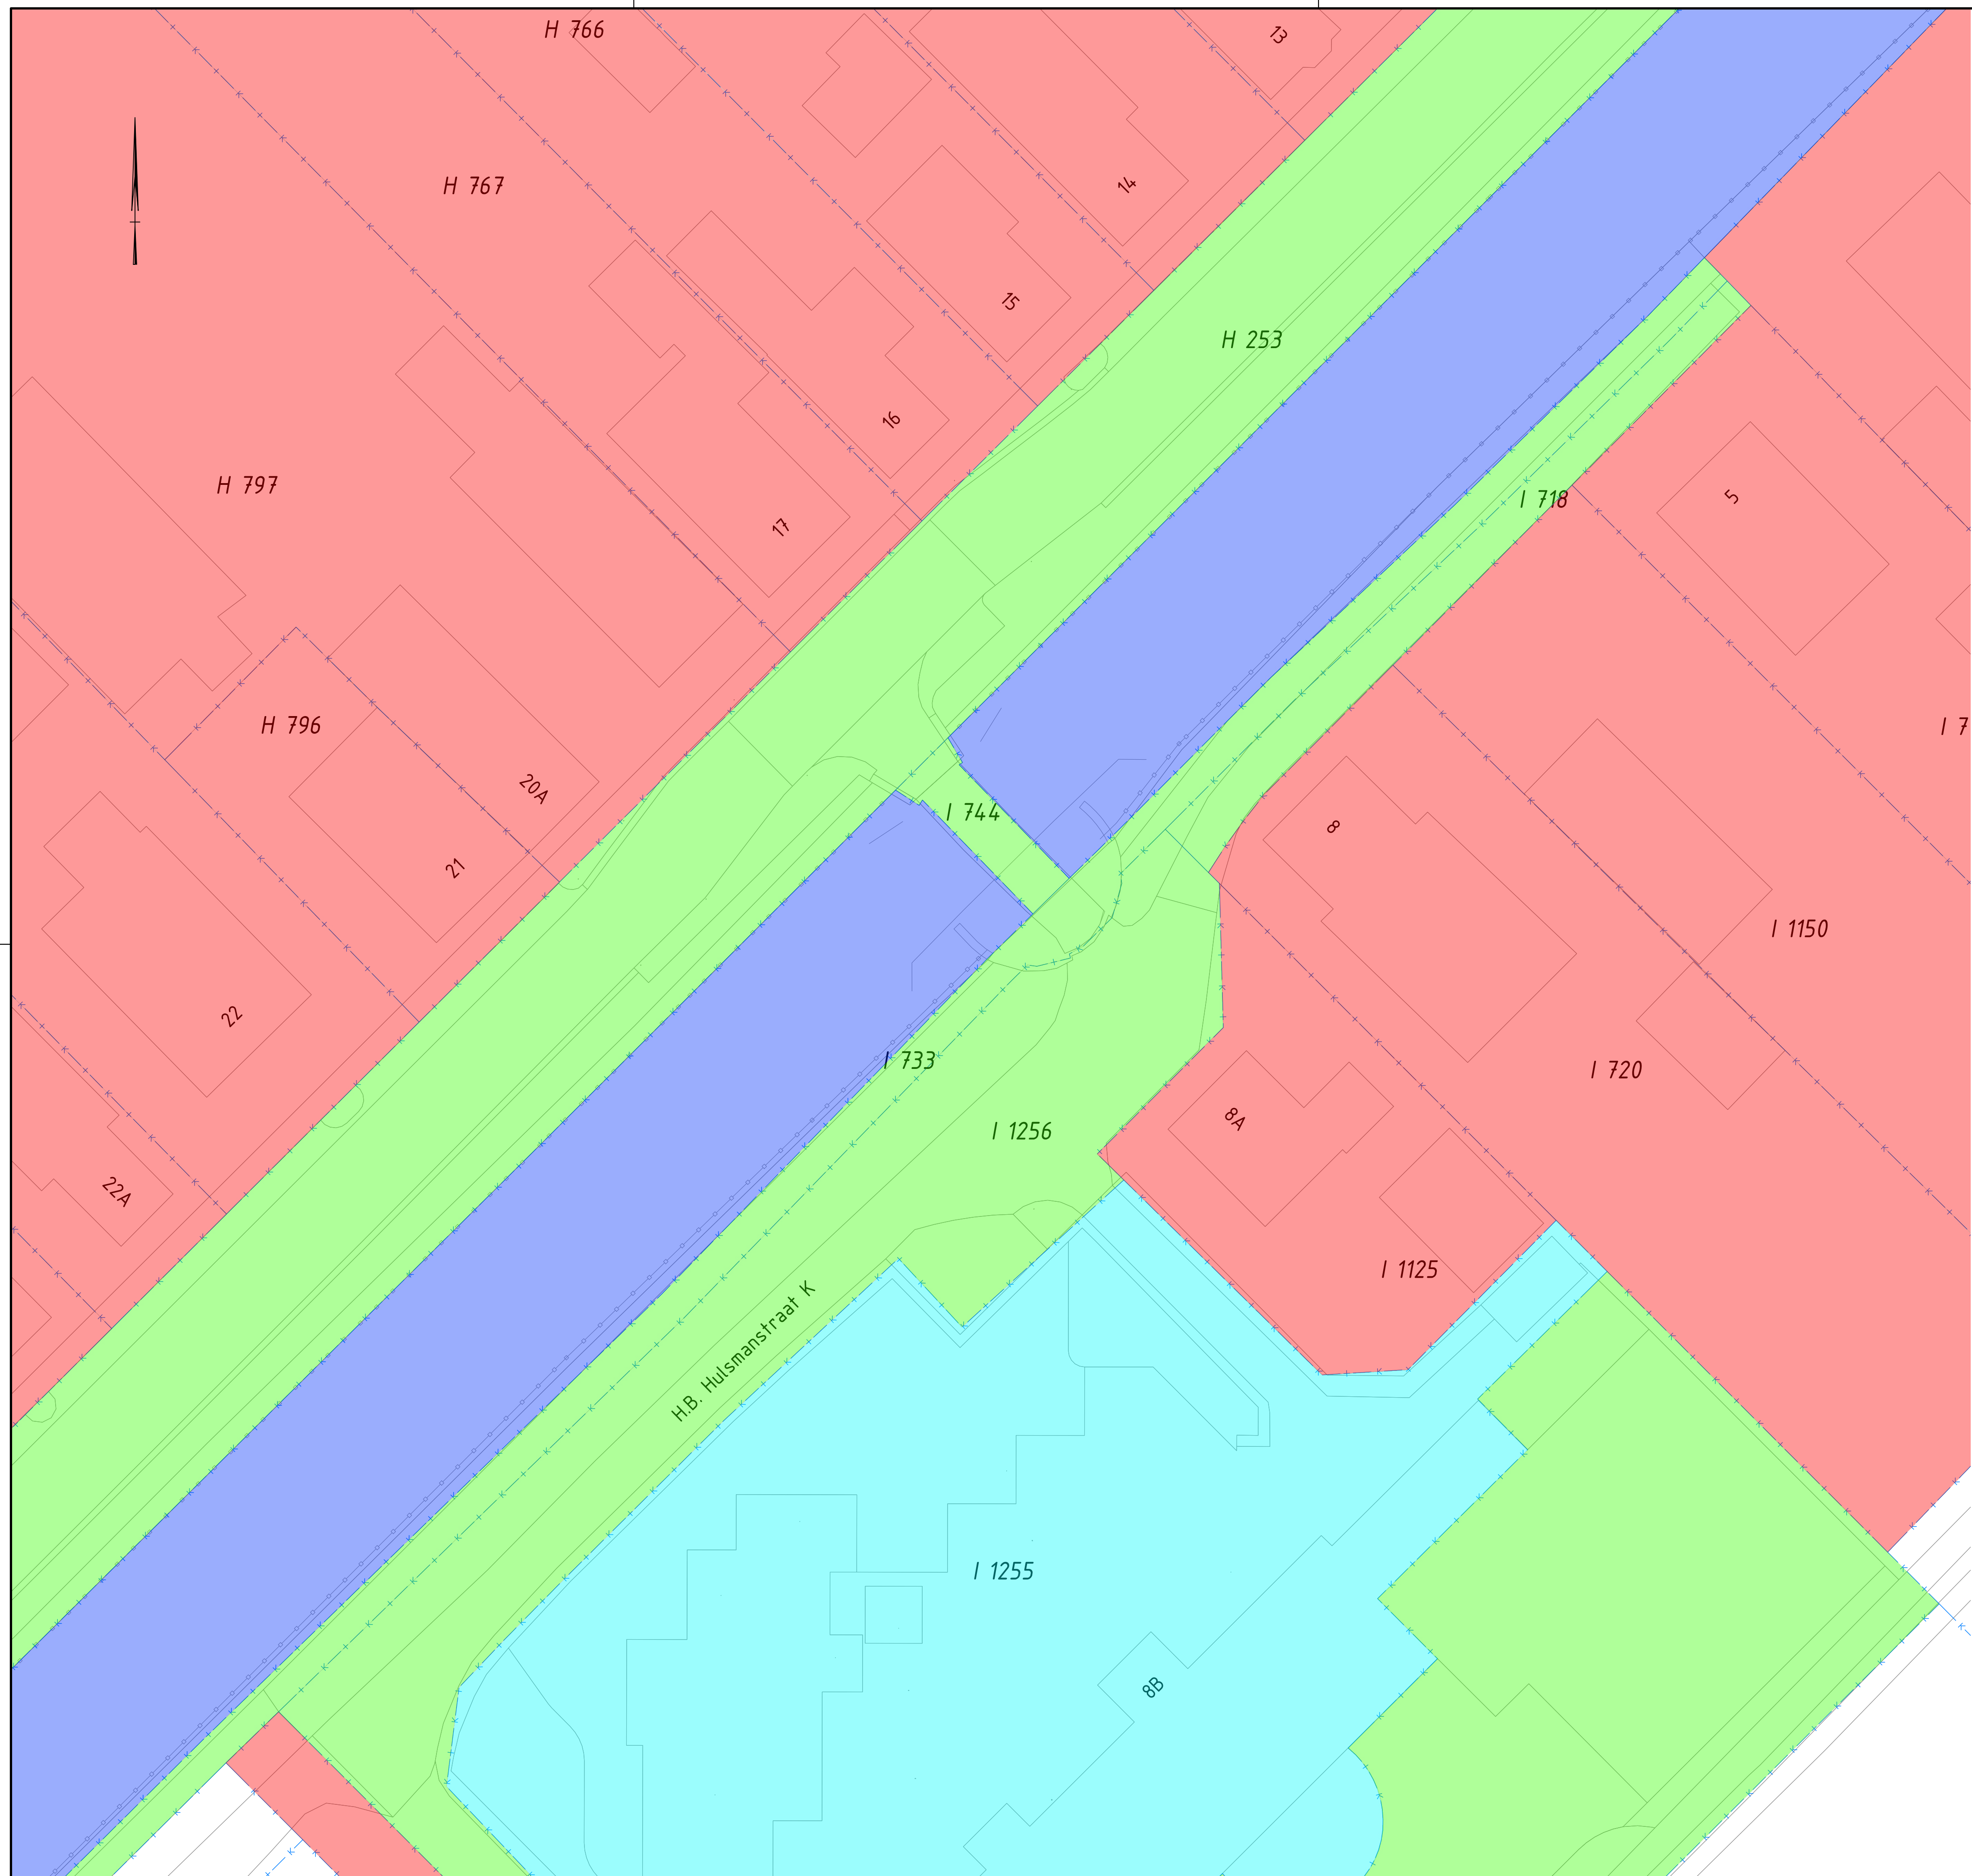 H 766
13
H 767
14
15
H 253
16
17
H 797
I 718
5
H 796
20A
21
I 7
I 744
8
22
I 1150
I 733
I 720
I 1256
8A
22A
I 1125
H.B. Hulsmanstraat K
I 1255
8B